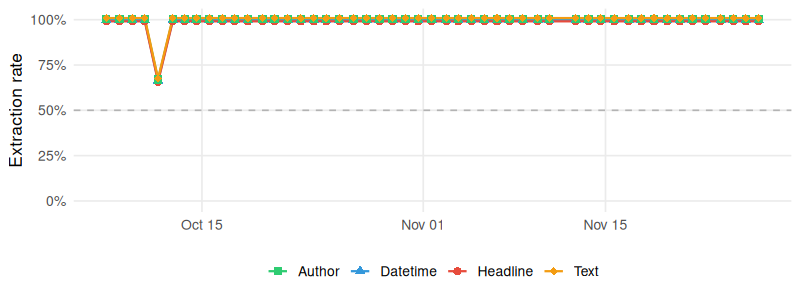 Extraction rate
100%
75%
50%
25%
0%
Oct 15
Nov 01
Nov 15
Author
Datetime
Headline
Text